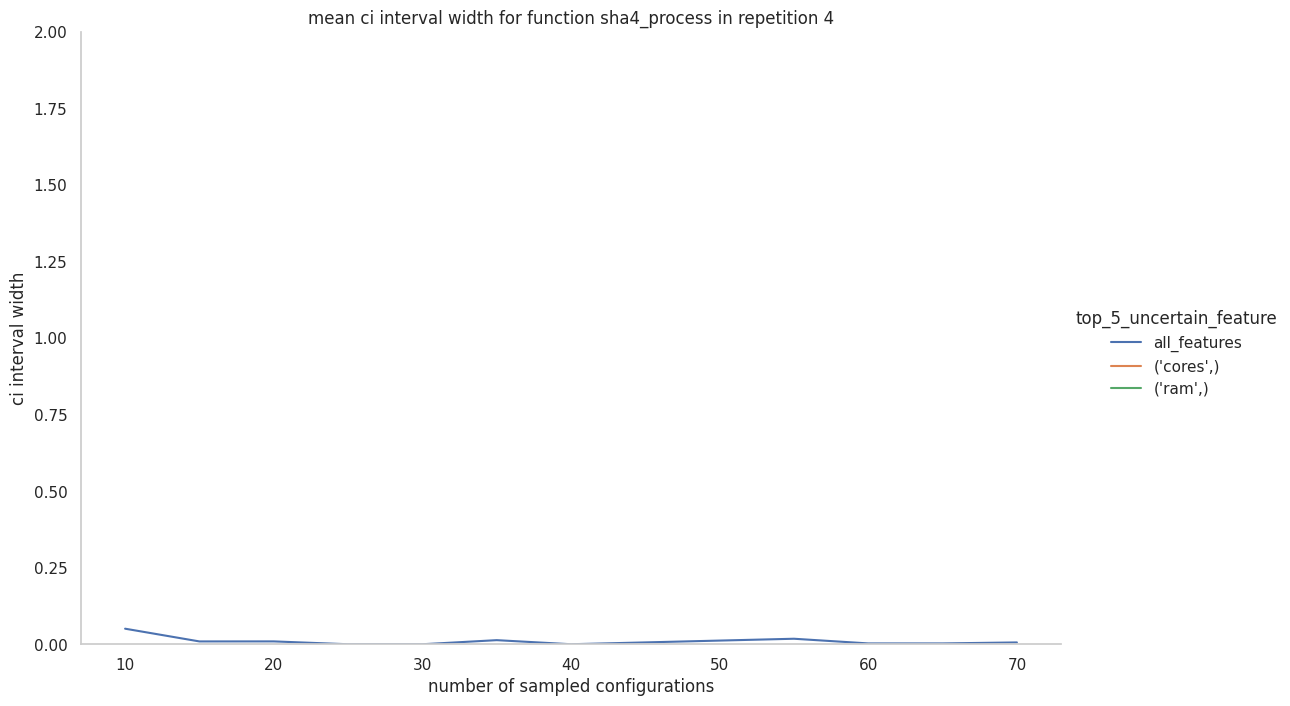 mean ci interval width for function sha4_process in repetition 4
2.00
1.75
1.50
1.25
1.00
0.75
0.50
0.25
0.00
ci interval width
10 20 30 40 50 60 70
number of sampled configurations
top_5_uncertain_feature
all_features
('cores',)
('ram',)